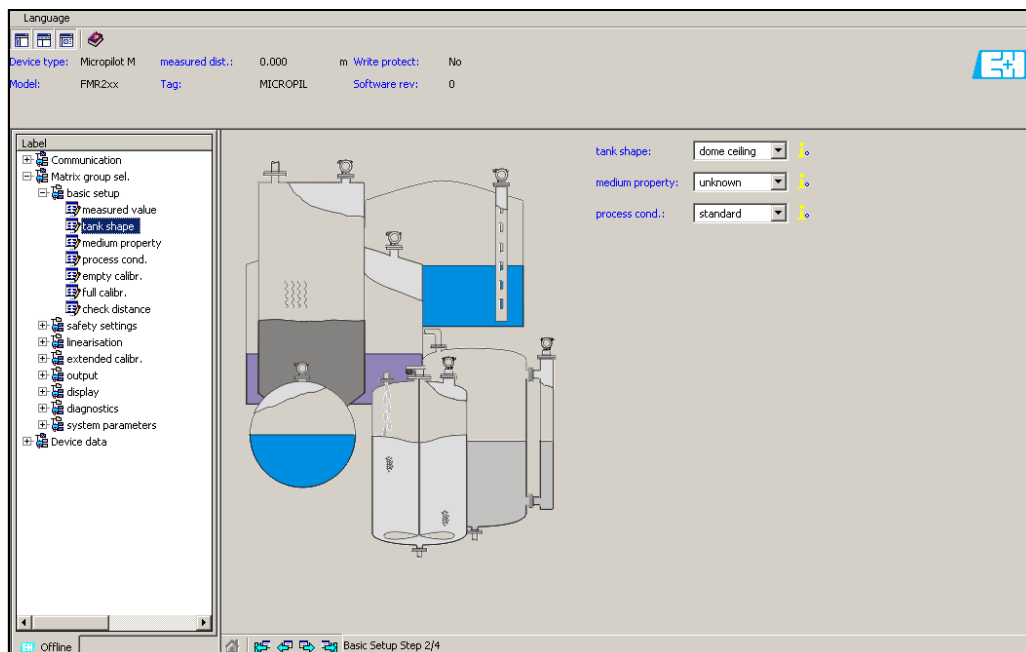 Language
Device type: Micropilot M measured dist.: 0.000 m Write protect: No
Model: FMR2xx Tag: MICROPIL Software rev: 0
E+H
Label
Communication
Matrix group sel.
basic setup
measured value
tank shape
medium property
process cond.
empty calibr.
full calibr.
check distance
safety settings
linearisation
extended calibr.
output
display
diagnostics
system parameters
Device data
tank shape: dome ceiling
medium property: unknown
process cond.: standard
Offline
Basic Setup Step 2/4